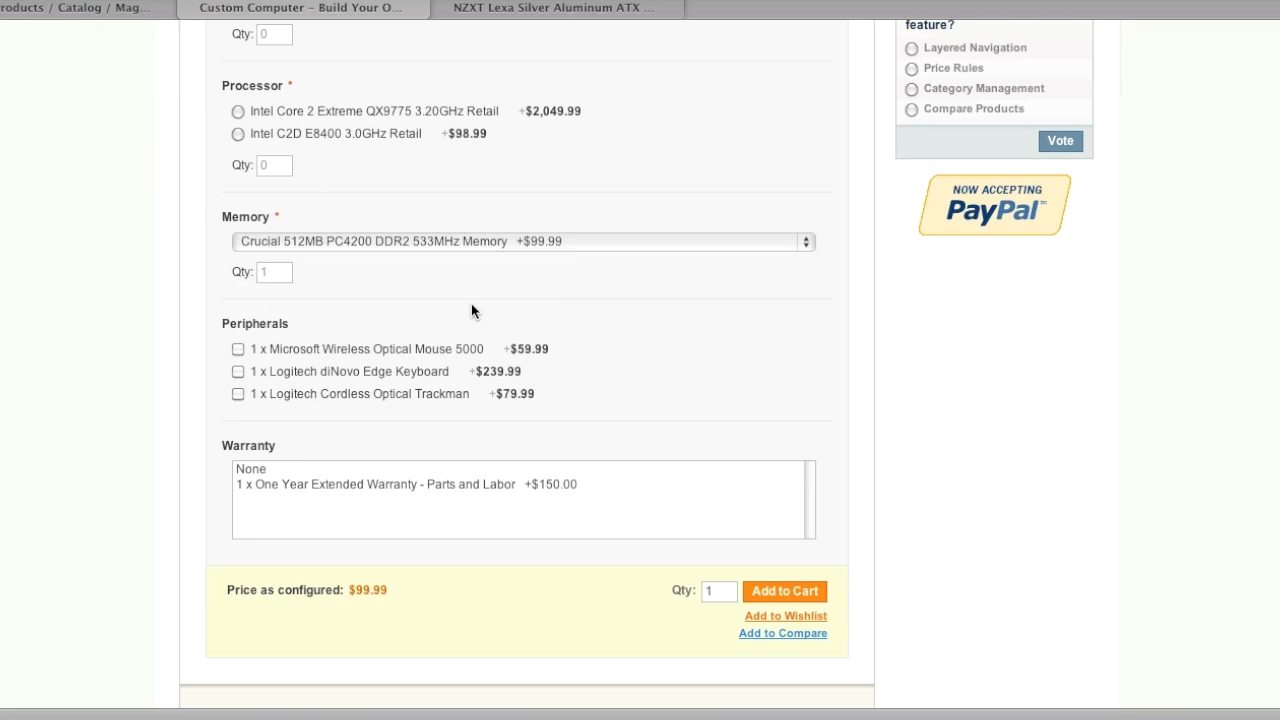 roducts / Catalog / Mag...
Custom Computer – Build Your O...
NZXT Lexa Silver Aluminum ATX ...
Qty: 0
Processor *
Intel Core 2 Extreme QX9775 3.20GHz Retail +$2,049.99
Intel C2D E8400 3.0GHz Retail +$98.99
Qty: 0
Memory *
Crucial 512MB PC4200 DDR2 533MHz Memory +$99.99
Qty: 1
Peripherals
1 x Microsoft Wireless Optical Mouse 5000 +$59.99
1 x Logitech diNovo Edge Keyboard +$239.99
1 x Logitech Cordless Optical Trackman +$79.99
Warranty
None
1 x One Year Extended Warranty - Parts and Labor +$150.00
Price as configured: $99.99
Qty: 1 Add to Cart
Add to Wishlist
Add to Compare
feature?
Layered Navigation
Price Rules
Category Management
Compare Products
Vote
NOW ACCEPTING
PayPal™